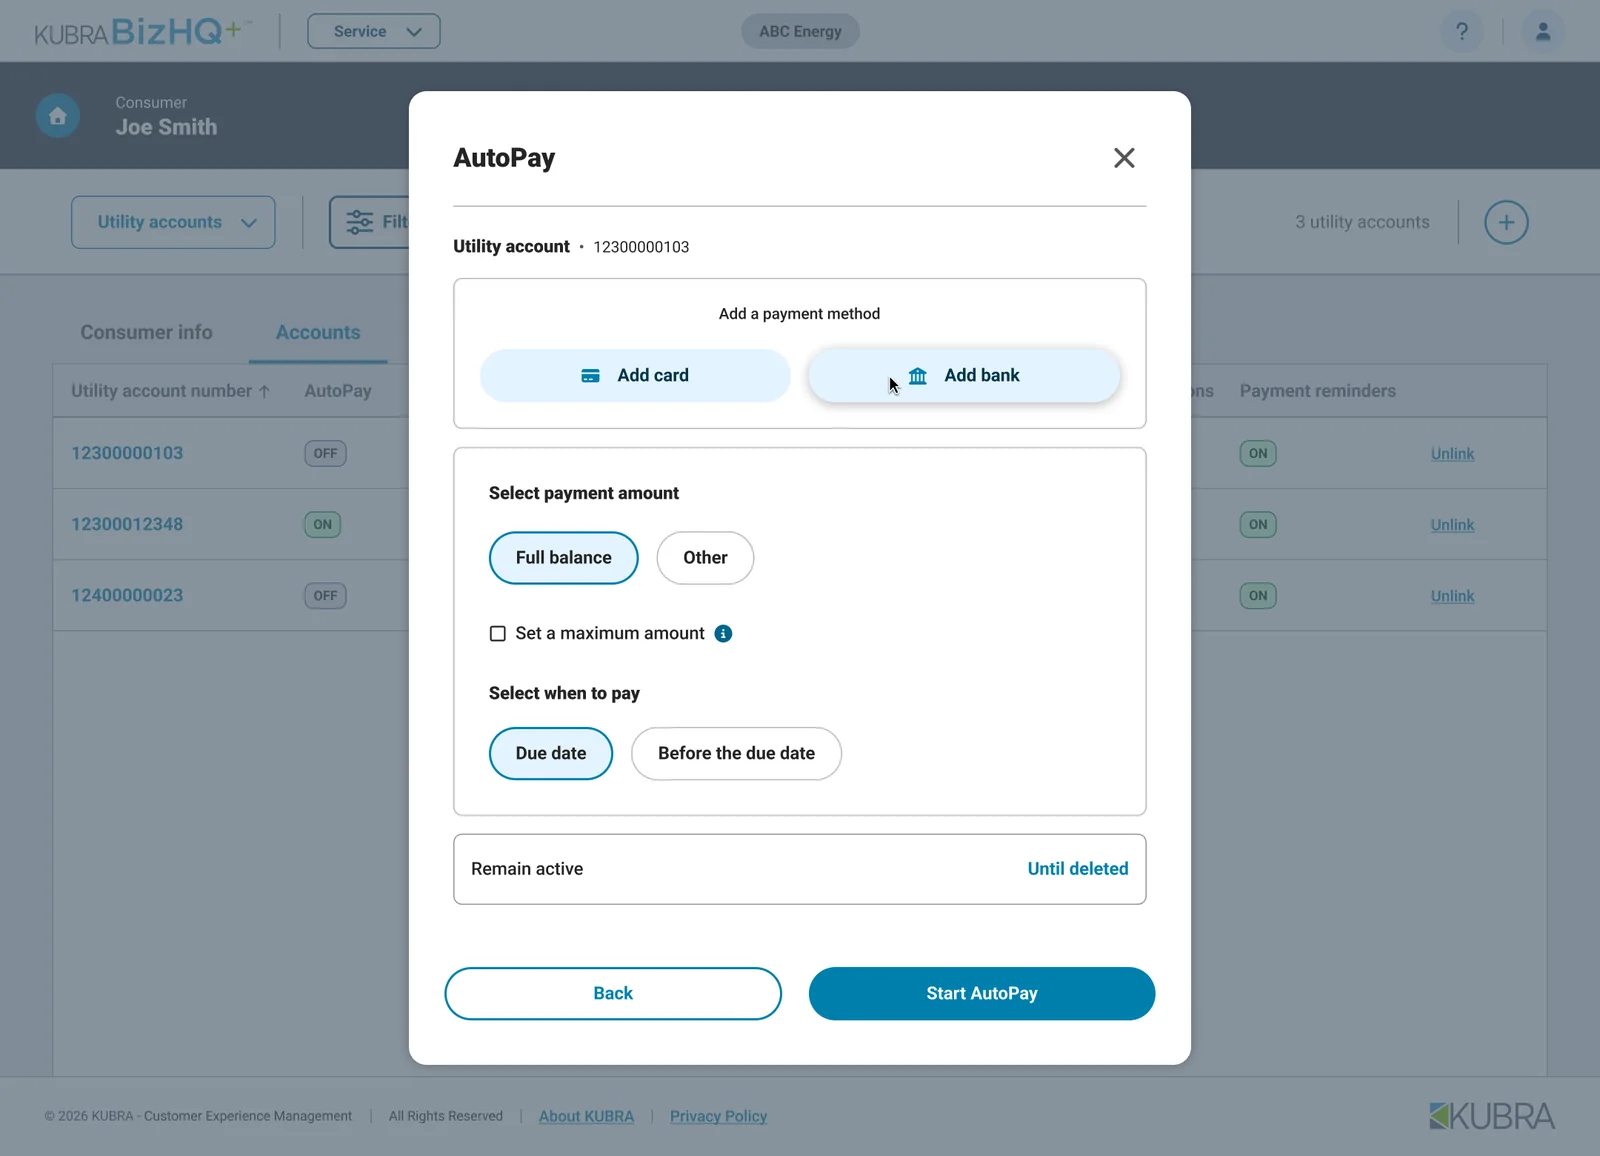 KUBRA BizHQ+™
Service
ABC Energy
?
Consumer
Joe Smith
AutoPay
Utility accounts
Filt
3 utility accounts
Utility account • 12300000103
Add a payment method
Add card
Add bank
Consumer info
Accounts
Utility account number ↑
AutoPay
ons
Payment reminders
12300000103
OFF
ON
Unlink
12300012348
ON
ON
Unlink
12400000023
OFF
ON
Unlink
Select payment amount
Full balance
Other
Set a maximum amount
Select when to pay
Due date
Before the due date
Remain active
Until deleted
Back
Start AutoPay
© 2026 KUBRA - Customer Experience Management | All Rights Reserved | About KUBRA | Privacy Policy
KUBRA